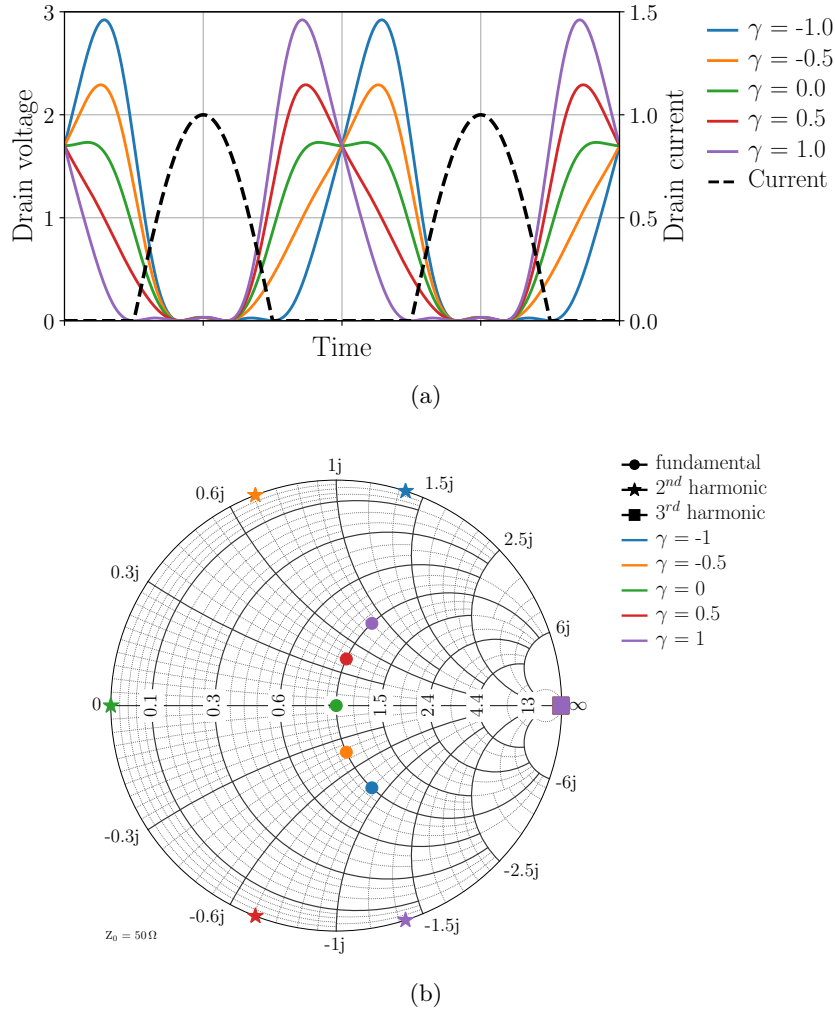 3
2
1
0
Drain voltage
Time
1.5
1.0
0.5
0.0
Drain current
γ = -1.0
γ = -0.5
γ = 0.0
γ = 0.5
γ = 1.0
Current
(a)
fundamental
2nd harmonic
3rd harmonic
γ = -1
γ = -0.5
γ = 0
γ = 0.5
γ = 1
1j
0.6j
1.5j
0.3j
2.5j
6j
0
0.1
0.3
0.6
1.5
2.4
4.4
13
∞
-6j
-0.3j
-2.5j
-0.6j
-1.5j
-1j
Z0 = 50 Ω
(b)